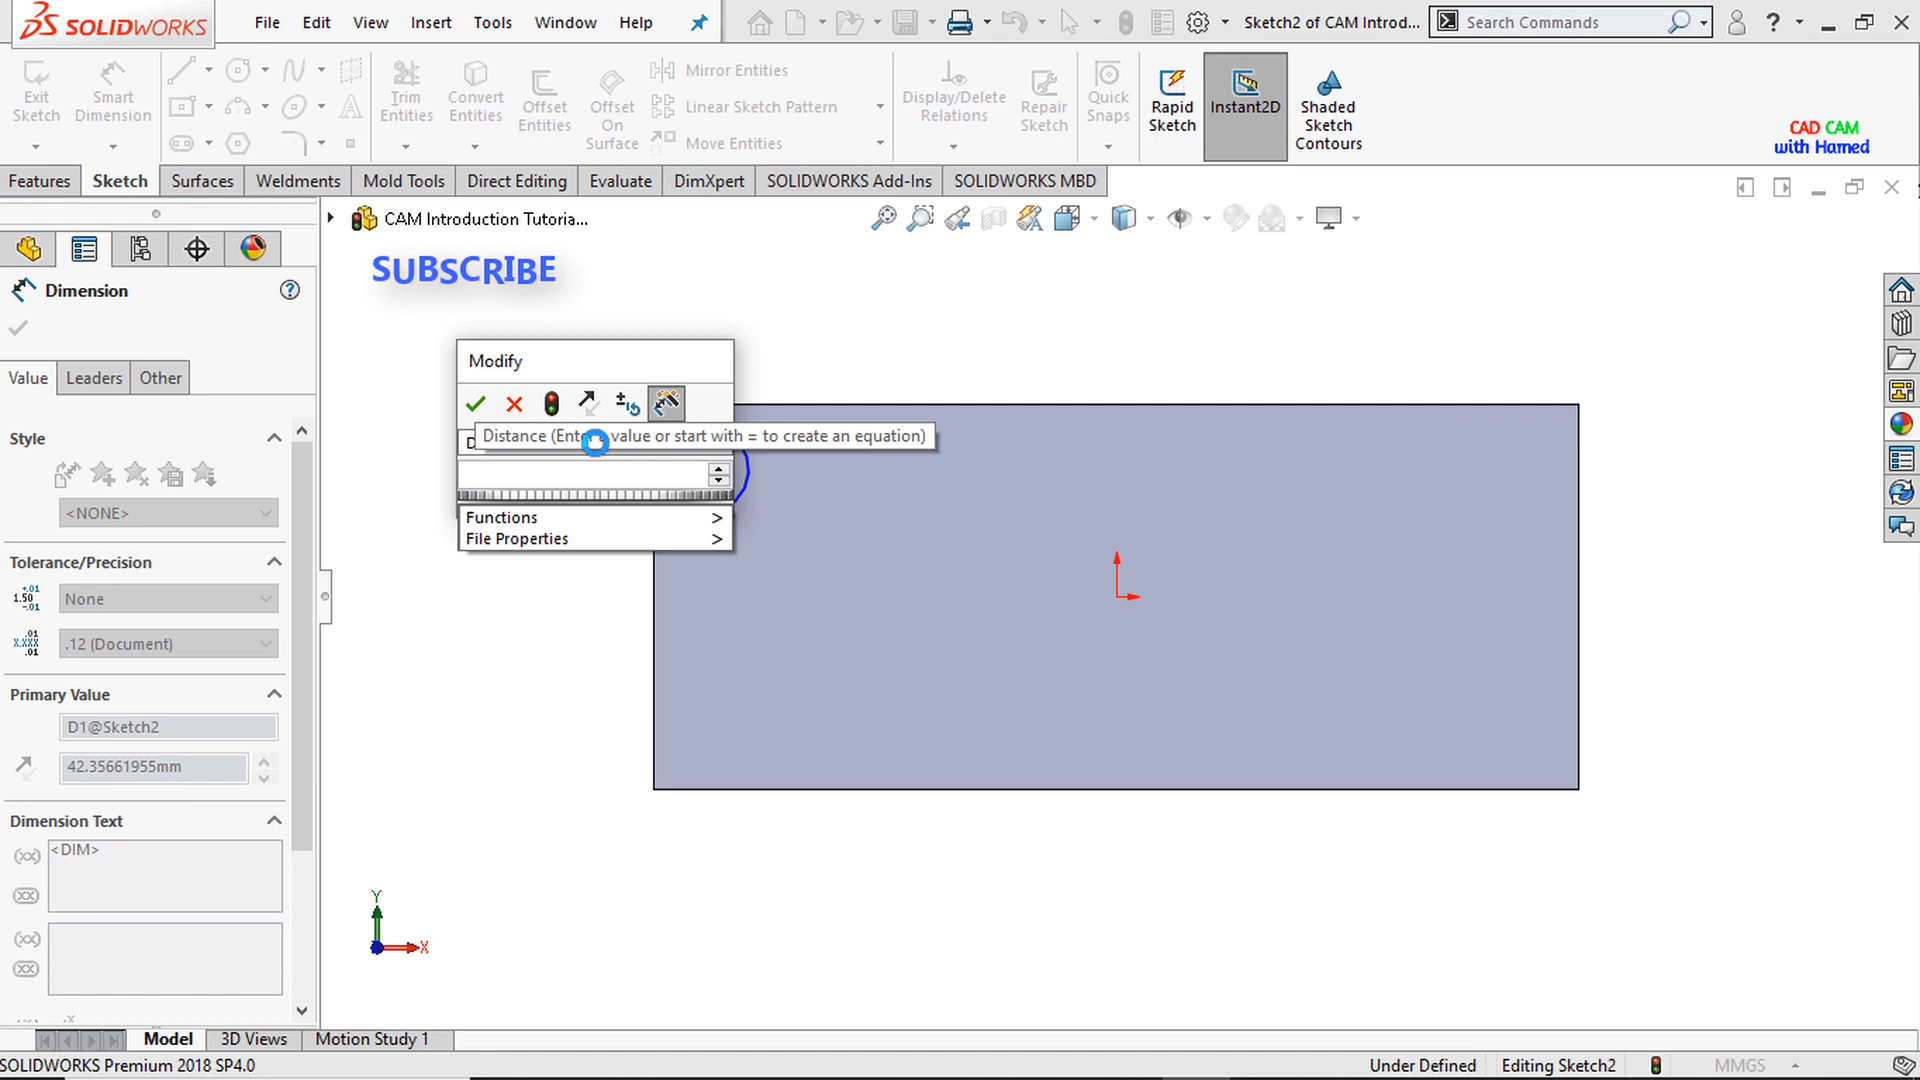 SOLIDWORKS
File Edit View Insert Tools Window Help
Sketch2 of CAM Introd...
Search Commands
?
Exit Sketch
Smart Dimension
Trim Entities
Convert Entities
Offset Entities
Offset On Surface
Mirror Entities
Linear Sketch Pattern
Move Entities
Display/Delete Relations
Repair Sketch
Quick Snaps
Rapid Sketch
Instant2D
Shaded Sketch Contours
CAD CAM
with Hamed
Features Sketch Surfaces Weldments Mold Tools Direct Editing Evaluate DimXpert SOLIDWORKS Add-Ins SOLIDWORKS MBD
CAM Introduction Tutoria...
SUBSCRIBE
Dimension
Value Leaders Other
Style
<NONE>
Tolerance/Precision
None
.12 (Document)
Primary Value
D1@Sketch2
42.35661955mm
Dimension Text
<DIM>
Modify
Distance (Enter value or start with = to create an equation)
Functions >
File Properties >
Y
X
Model 3D Views Motion Study 1
SOLIDWORKS Premium 2018 SP4.0
Under Defined Editing Sketch2 MMGS